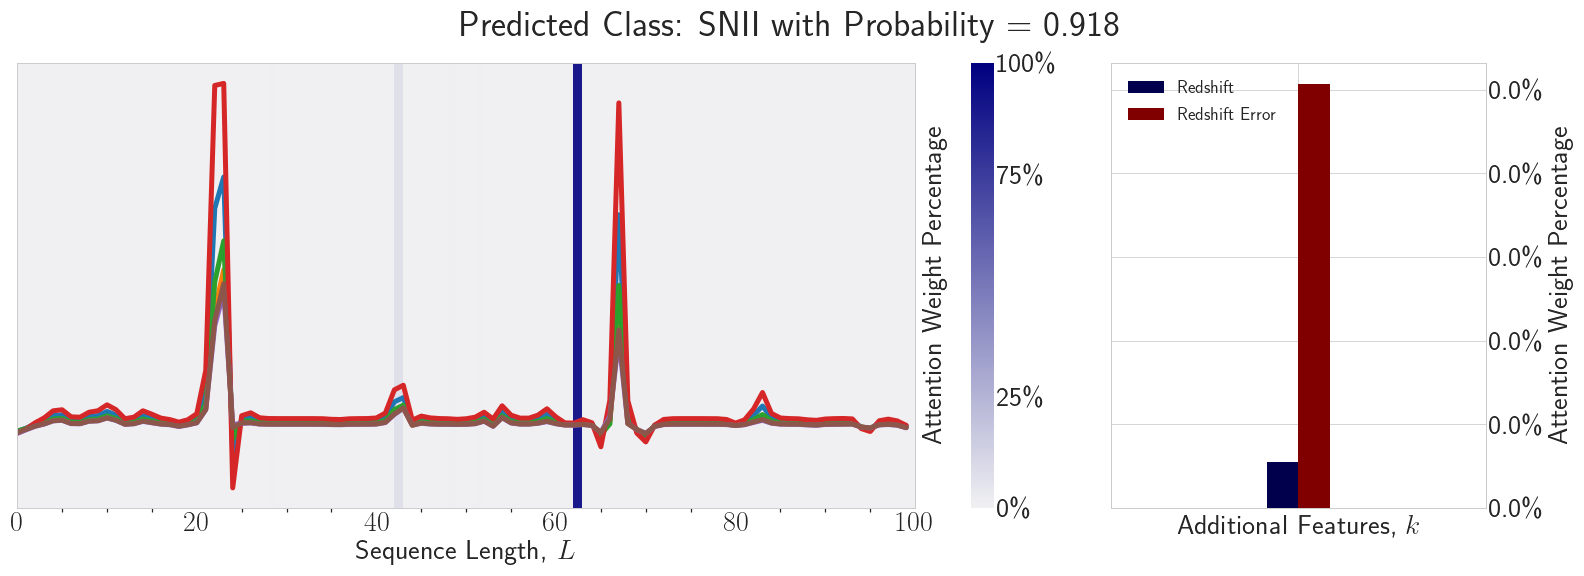 Predicted Class: SNII with Probability = 0.918
0 20 40 60 80 100
Sequence Length, L
100%
75%
25%
0%
Attention Weight Percentage
Redshift
Redshift Error
0.0%
0.0%
0.0%
0.0%
0.0%
0.0%
Attention Weight Percentage
Additional Features, k